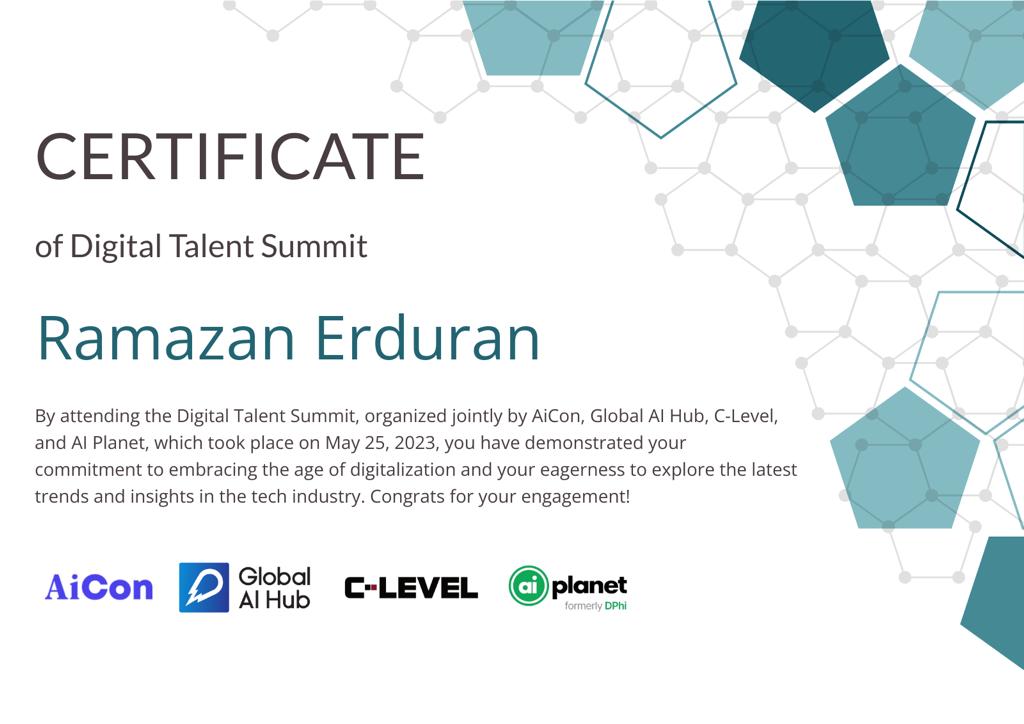 CERTIFICATE
of Digital Talent Summit
Ramazan Erduran
By attending the Digital Talent Summit, organized jointly by AiCon, Global AI Hub, C-Level,
and AI Planet, which took place on May 25, 2023, you have demonstrated your
commitment to embracing the age of digitalization and your eagerness to explore the latest
trends and insights in the tech industry. Congrats for your engagement!
AiCon
Global
AI Hub
C-LEVEL
ai planet
formerly DPhi